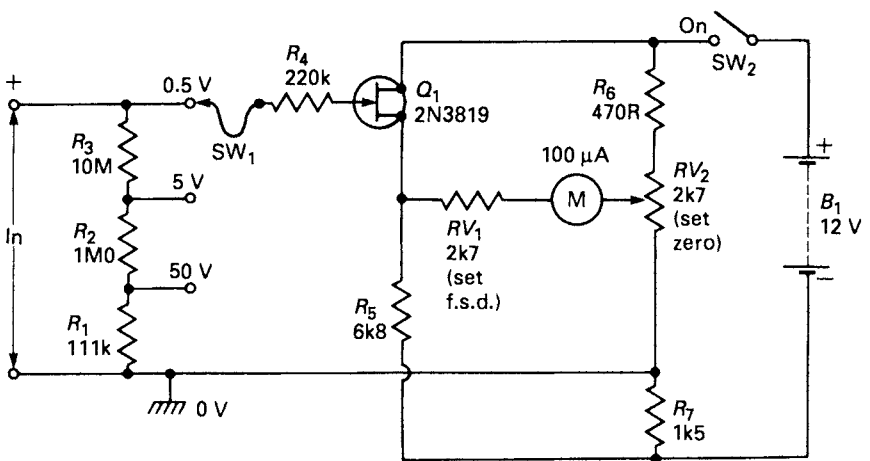 On
SW2
R4
220k
Q1
2N3819
+
0.5 V
SW1
R6
470R
R3
10M
100 μA
M
RV2
2k7
(set
zero)
+
B1
12 V
−
5 V
In
R2
1M0
RV1
2k7
(set
f.s.d.)
50 V
R5
6k8
R1
111k
0 V
R7
1k5